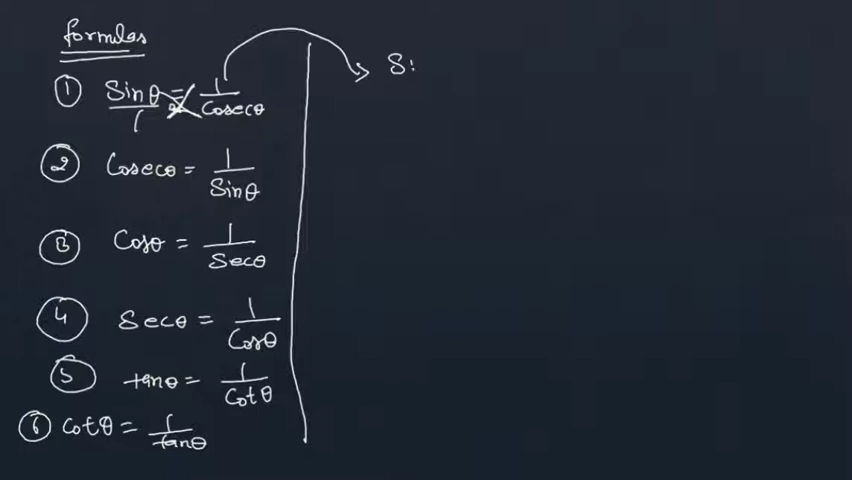 formules
① Sinθ/1 = 1/Cosecθ → S:
② Cosecθ = 1/Sinθ
③ Cosθ = 1/Secθ
④ Secθ = 1/Cosθ
⑤ tanθ = 1/Cotθ
⑥ Cotθ = 1/tanθ